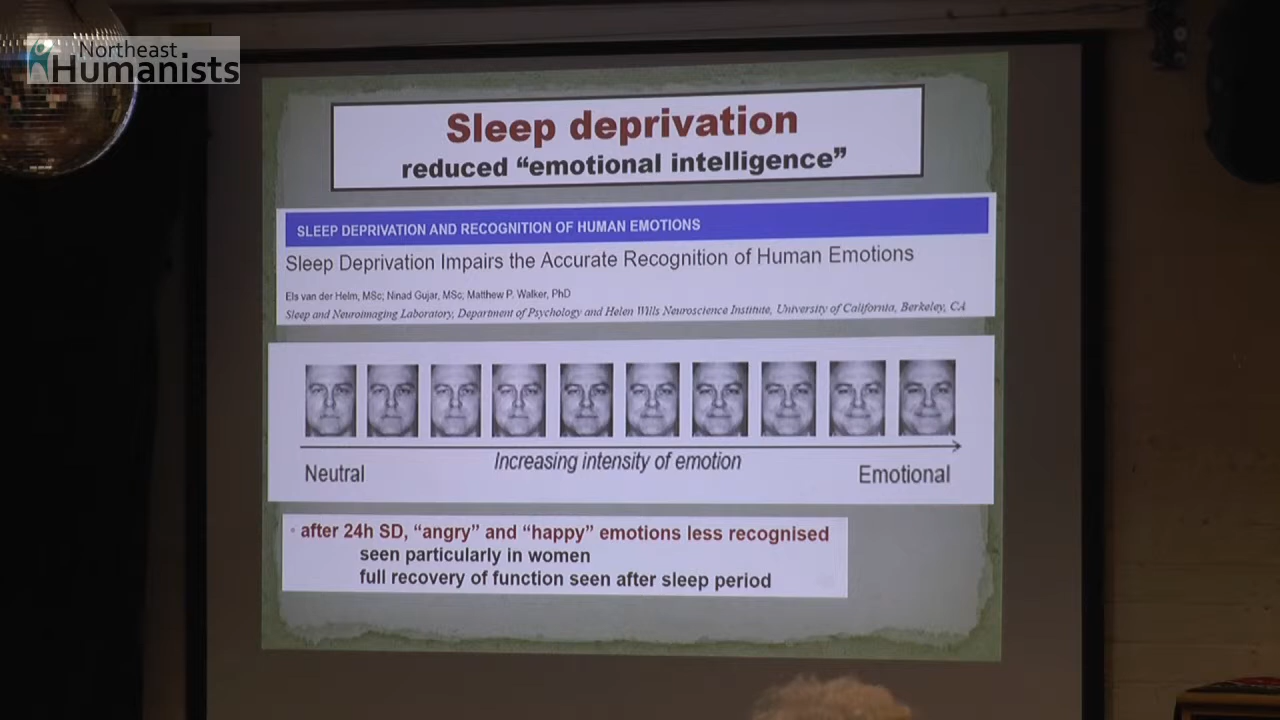 Northeast
Humanists
Sleep deprivation
reduced “emotional intelligence”
SLEEP DEPRIVATION AND RECOGNITION OF HUMAN EMOTIONS
Sleep Deprivation Impairs the Accurate Recognition of Human Emotions
Els van der Helm, MSc; Ninad Gujar, MSc; Matthew P. Walker, PhD
Sleep and Neuroimaging Laboratory, Department of Psychology and Helen Wills Neuroscience Institute, University of California, Berkeley, CA
Increasing intensity of emotion
Neutral
Emotional
• after 24h SD, “angry” and “happy” emotions less recognised
seen particularly in women
full recovery of function seen after sleep period